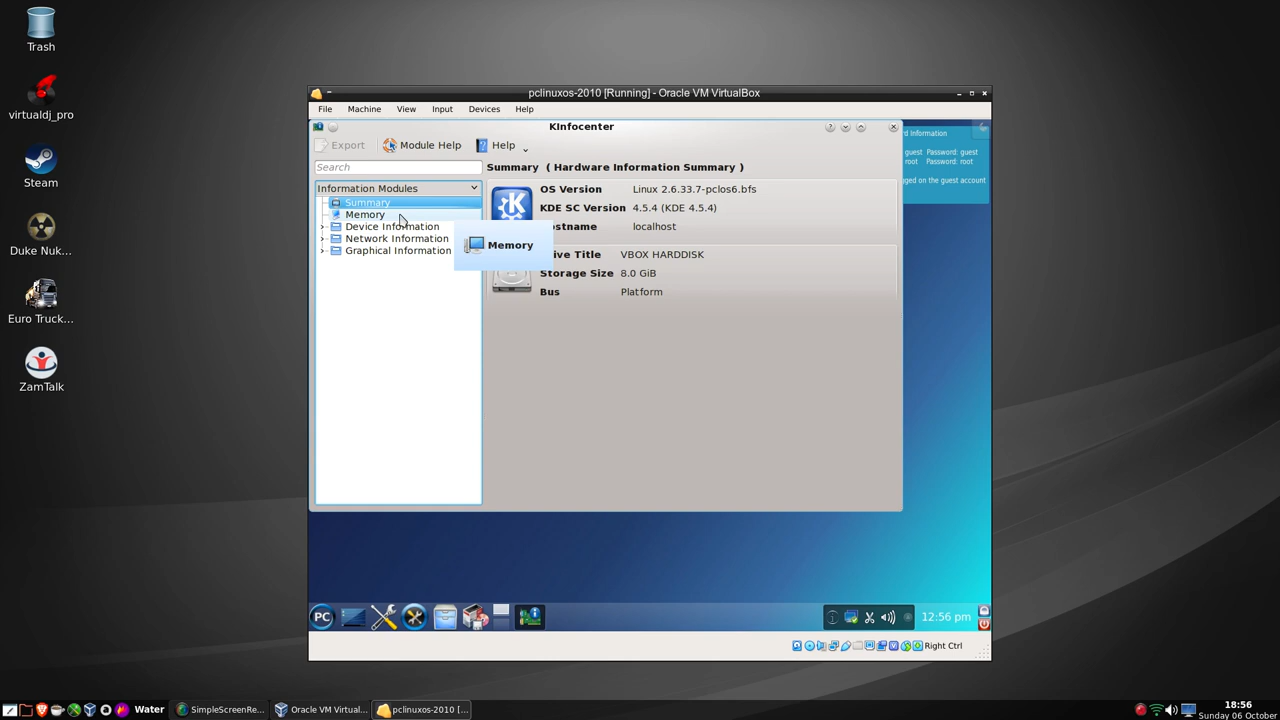 Trash
virtualdj_pro
Steam
Duke Nuk...
Euro Truck...
ZamTalk
pclinuxos-2010 [Running] - Oracle VM VirtualBox
File Machine View Input Devices Help
KInfocenter
Export Module Help Help
Search
Summary ( Hardware Information Summary )
Information Modules
Summary
Memory
Device Information
Network Information
Graphical Information
Memory
OS Version Linux 2.6.33.7-pclos6.bfs
KDE SC Version 4.5.4 (KDE 4.5.4)
localhost
VBOX HARDDISK
Storage Size 8.0 GiB
Bus Platform
Information
guest Password: guest
root Password: root
on the guest account
PC
12:56 pm
Right Ctrl
Water
SimpleScreenRe...
Oracle VM Virtual...
pclinuxos-2010 [...
18:56
Sunday 06 October